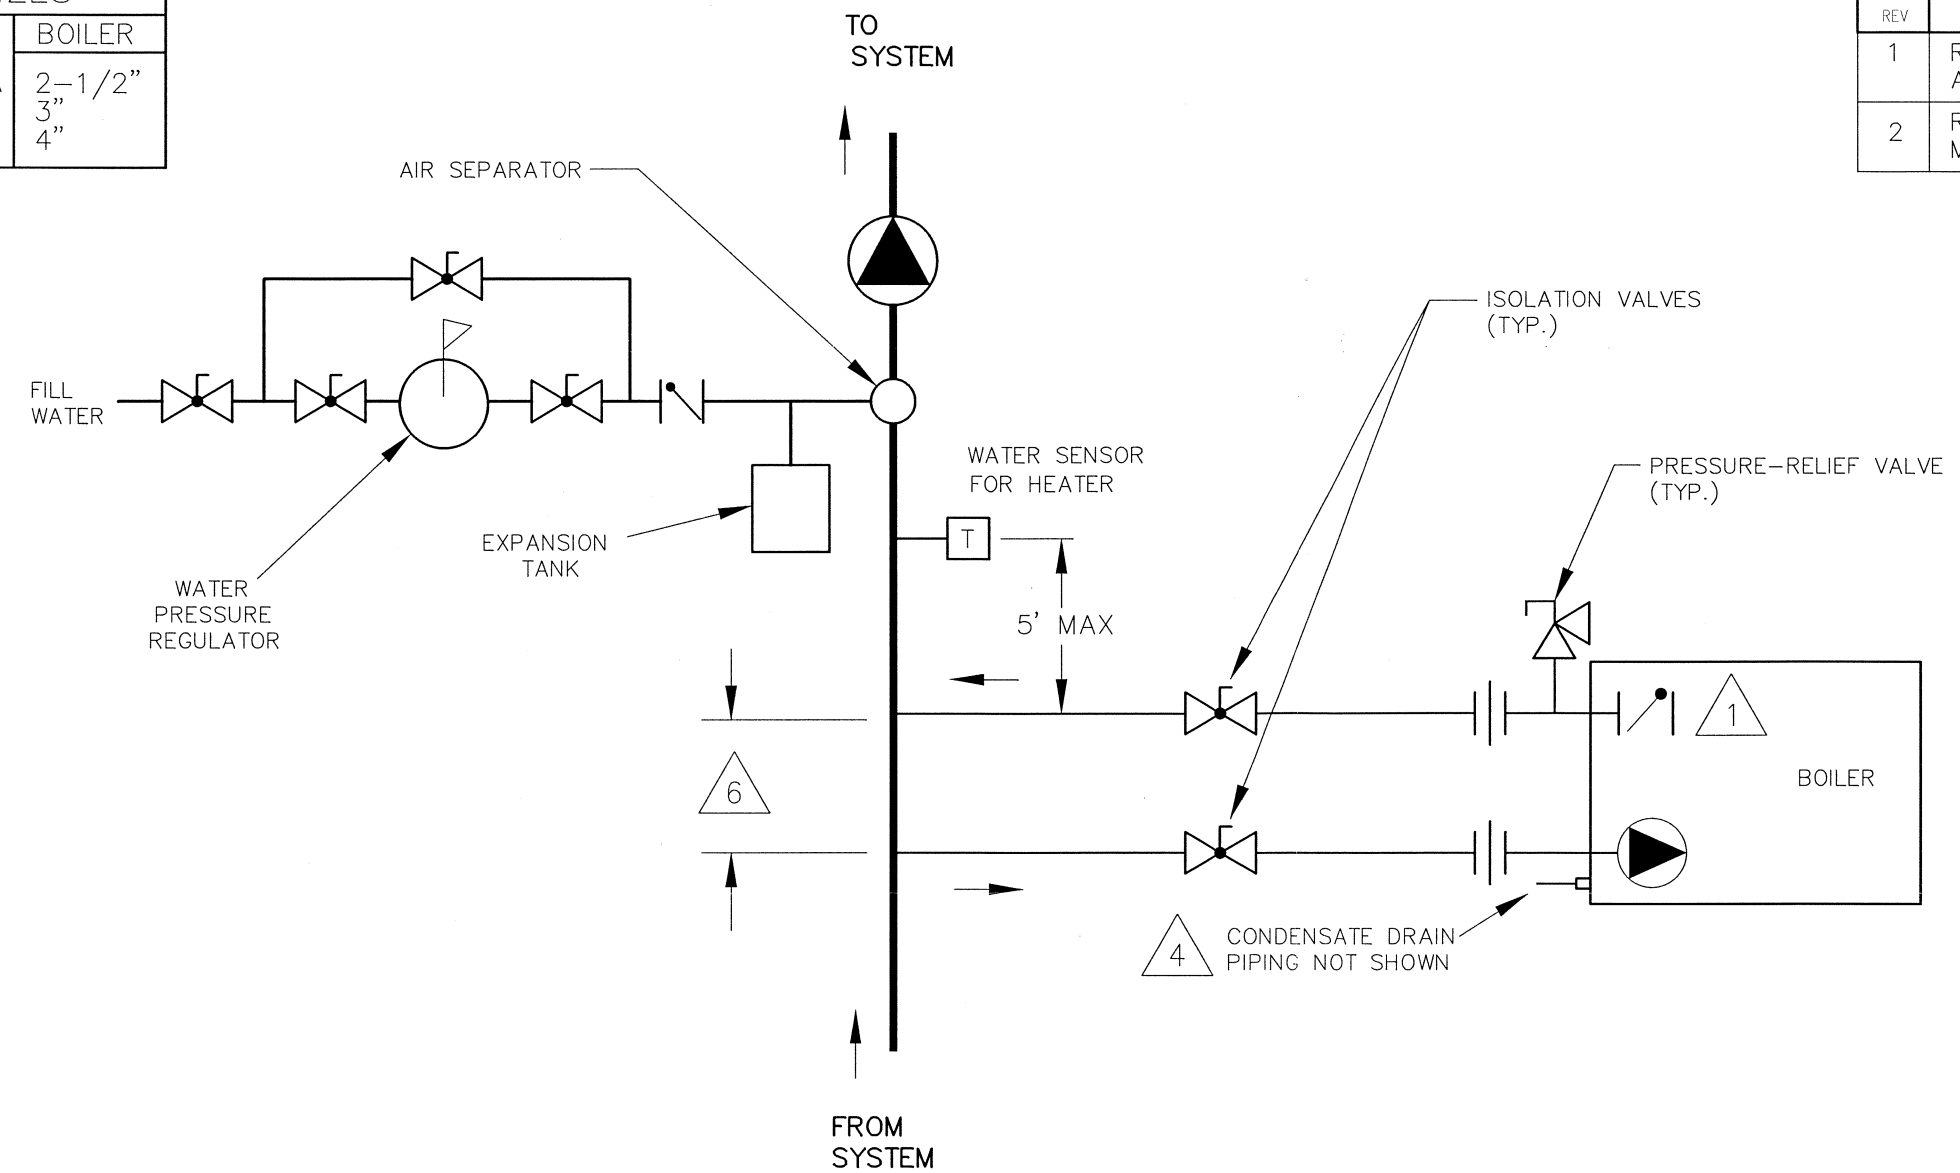 BOILER
2-1/2"
3"
4"
TO
SYSTEM
REV
1
2
AIR SEPARATOR
ISOLATION VALVES
(TYP.)
FILL
WATER
WATER SENSOR
FOR HEATER
PRESSURE-RELIEF VALVE
(TYP.)
T
EXPANSION
TANK
WATER
PRESSURE
REGULATOR
5' MAX
1
6
BOILER
4
CONDENSATE DRAIN
PIPING NOT SHOWN
FROM
SYSTEM